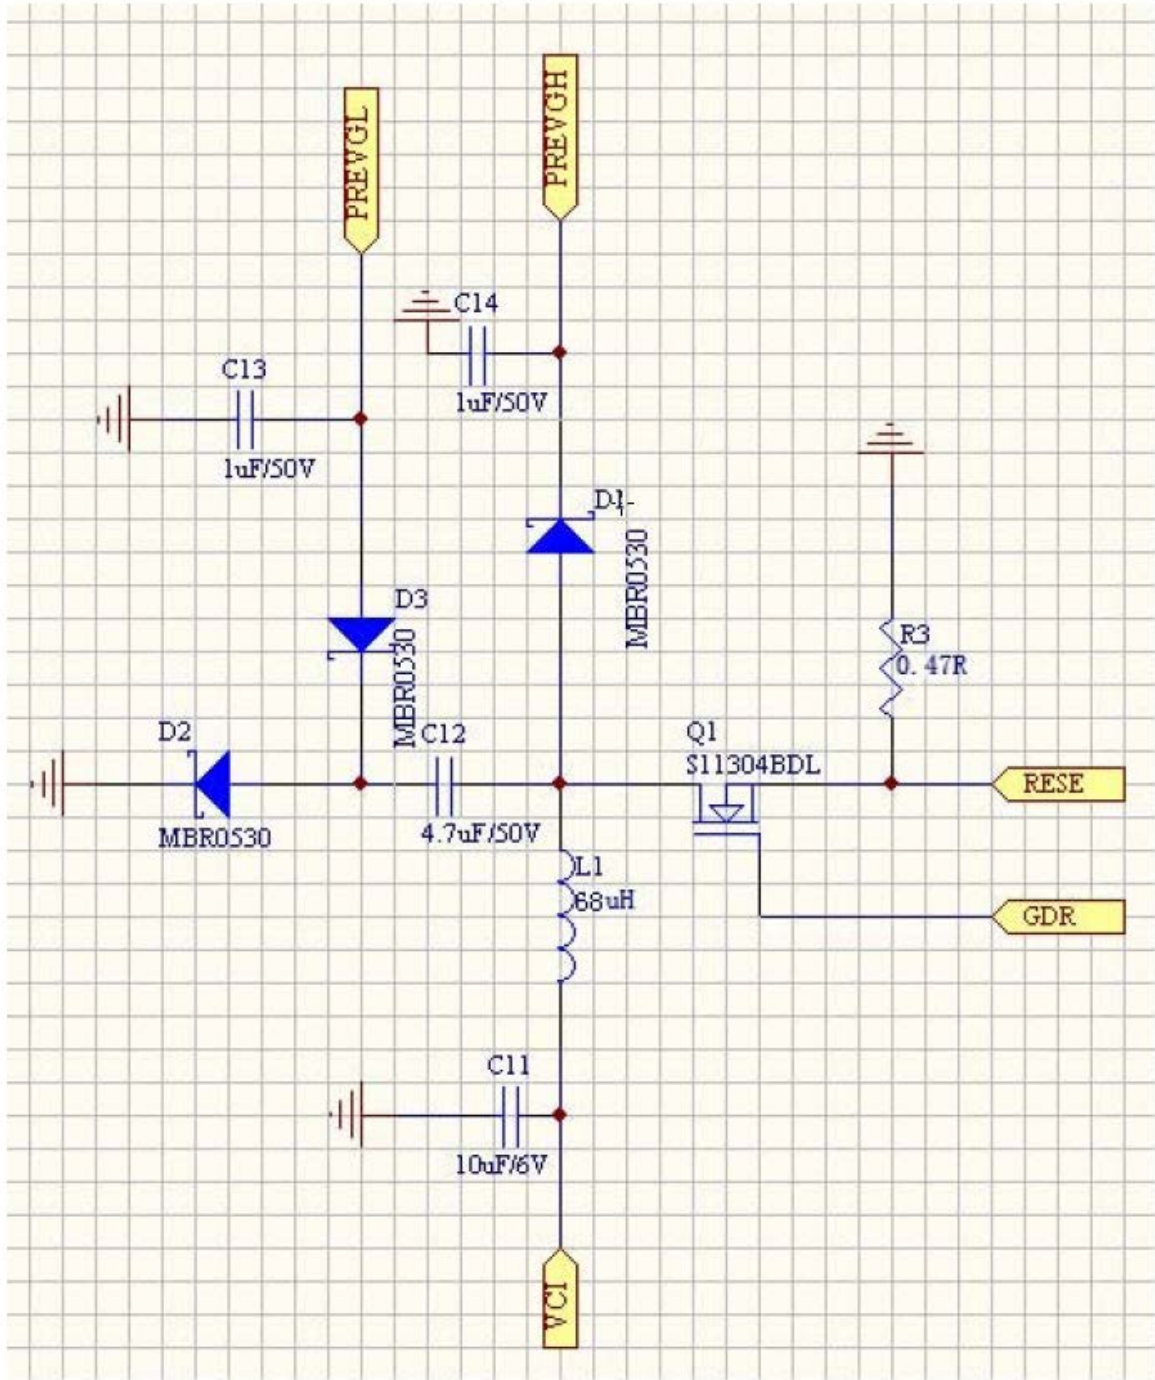 PREVGH
PREVGL
C14
1uF/50V
C13
1uF/50V
D1
MBR0530
D3
MBR0530
R3
0.47R
D2
MBR0530
C12
4.7uF/50V
Q1
S11304BDL
RESE
L1
68uH
GDR
C11
10uF/6V
VCI